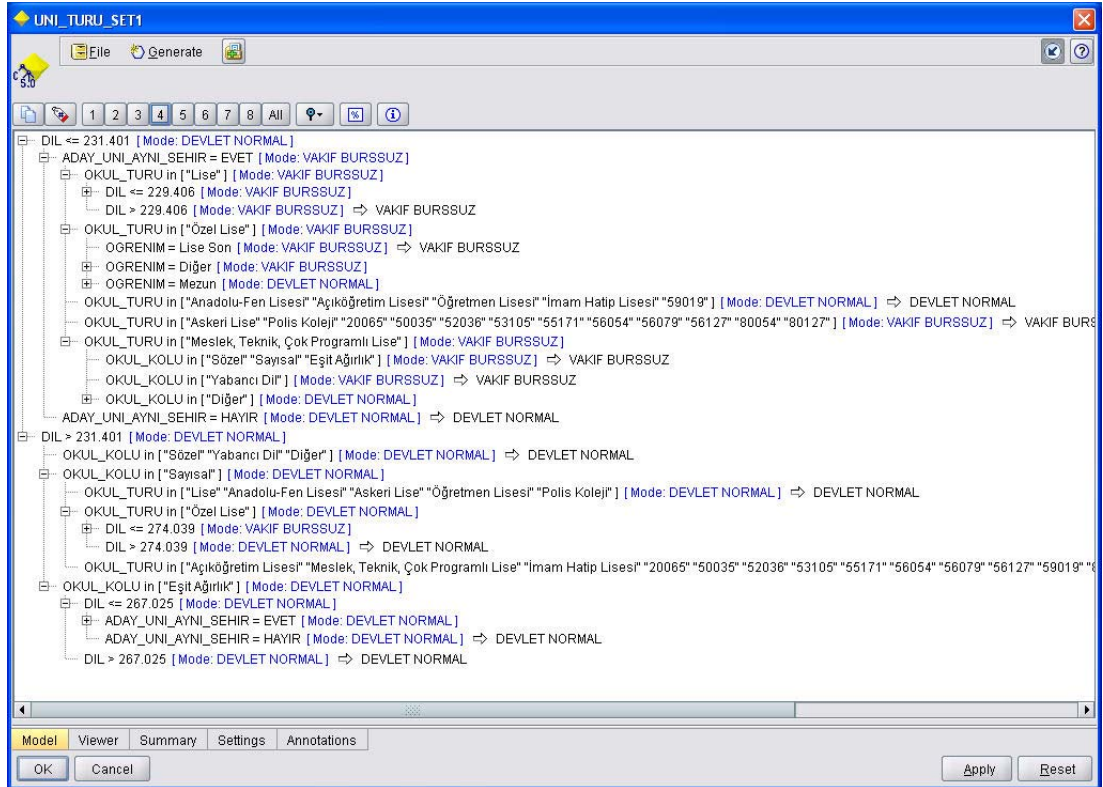 UNI_TURU_SET1
File Generate
C5.0
1 2 3 4 5 6 7 8 All %
DIL <= 231.401 [Mode: DEVLET NORMAL]
ADAY_UNI_AYNI_SEHIR = EVET [Mode: VAKIF BURSSUZ]
OKUL_TURU in ["Lise"] [Mode: VAKIF BURSSUZ]
DIL <= 229.406 [Mode: VAKIF BURSSUZ]
DIL > 229.406 [Mode: VAKIF BURSSUZ] ⇨ VAKIF BURSSUZ
OKUL_TURU in ["Özel Lise"] [Mode: VAKIF BURSSUZ]
OGRENIM = Lise Son [Mode: VAKIF BURSSUZ] ⇨ VAKIF BURSSUZ
OGRENIM = Diğer [Mode: VAKIF BURSSUZ]
OGRENIM = Mezun [Mode: DEVLET NORMAL]
OKUL_TURU in ["Anadolu-Fen Lisesi" "Açıköğretim Lisesi" "Öğretmen Lisesi" "İmam Hatip Lisesi" "59019"] [Mode: DEVLET NORMAL] ⇨ DEVLET NORMAL
OKUL_TURU in ["Askeri Lise" "Polis Koleji" "20065" "50035" "52036" "53105" "55171" "56054" "56079" "56127" "80054" "80127"] [Mode: VAKIF BURSSUZ] ⇨ VAKIF BURS
OKUL_TURU in ["Meslek, Teknik, Çok Programlı Lise"] [Mode: VAKIF BURSSUZ]
OKUL_KOLU in ["Sözel" "Sayısal" "Eşit Ağırlık"] [Mode: VAKIF BURSSUZ] ⇨ VAKIF BURSSUZ
OKUL_KOLU in ["Yabancı Dil"] [Mode: VAKIF BURSSUZ] ⇨ VAKIF BURSSUZ
OKUL_KOLU in ["Diğer"] [Mode: DEVLET NORMAL]
ADAY_UNI_AYNI_SEHIR = HAYIR [Mode: DEVLET NORMAL] ⇨ DEVLET NORMAL
DIL > 231.401 [Mode: DEVLET NORMAL]
OKUL_KOLU in ["Sözel" "Yabancı Dil" "Diğer"] [Mode: DEVLET NORMAL] ⇨ DEVLET NORMAL
OKUL_KOLU in ["Sayısal"] [Mode: DEVLET NORMAL]
OKUL_TURU in ["Lise" "Anadolu-Fen Lisesi" "Askeri Lise" "Öğretmen Lisesi" "Polis Koleji"] [Mode: DEVLET NORMAL] ⇨ DEVLET NORMAL
OKUL_TURU in ["Özel Lise"] [Mode: DEVLET NORMAL]
DIL <= 274.039 [Mode: VAKIF BURSSUZ]
DIL > 274.039 [Mode: DEVLET NORMAL] ⇨ DEVLET NORMAL
OKUL_TURU in ["Açıköğretim Lisesi" "Meslek, Teknik, Çok Programlı Lise" "İmam Hatip Lisesi" "20065" "50035" "52036" "53105" "55171" "56054" "56079" "56127" "59019"
OKUL_KOLU in ["Eşit Ağırlık"] [Mode: DEVLET NORMAL]
DIL <= 267.025 [Mode: DEVLET NORMAL]
ADAY_UNI_AYNI_SEHIR = EVET [Mode: DEVLET NORMAL]
ADAY_UNI_AYNI_SEHIR = HAYIR [Mode: DEVLET NORMAL] ⇨ DEVLET NORMAL
DIL > 267.025 [Mode: DEVLET NORMAL] ⇨ DEVLET NORMAL
Model Viewer Summary Settings Annotations
OK Cancel Apply Reset